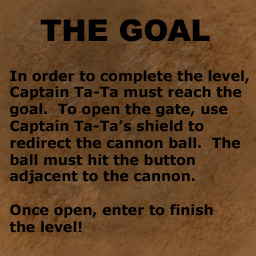 THE GOAL
In order to complete the level,
Captain Ta-Ta must reach the
goal.  To open the gate, use
Captain Ta-Ta's shield to
redirect the cannon ball.  The
ball must hit the button
adjacent to the cannon.
Once open, enter to finish
the level!